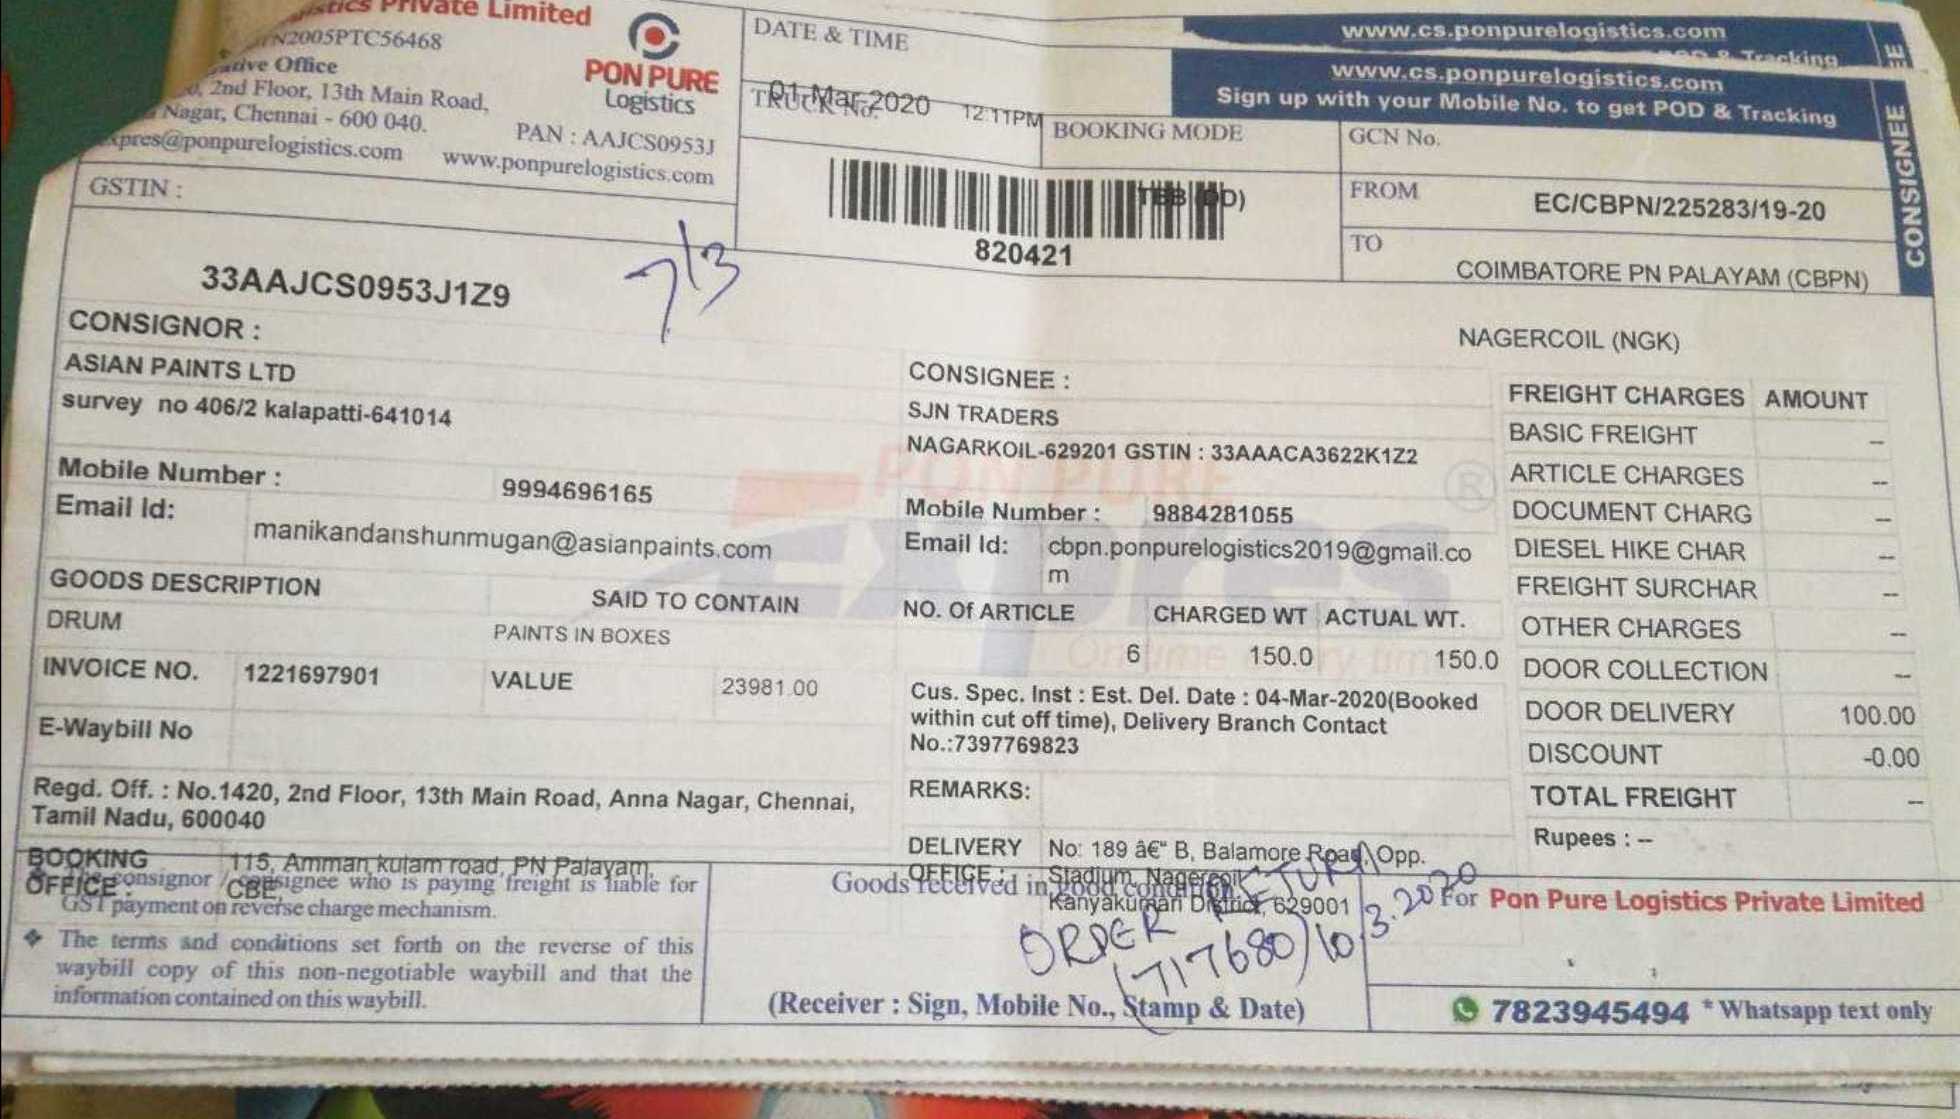 Private Limited
N2005PTC56468
Office
2nd Floor, 13th Main Road,
Nagar, Chennai - 600 040.
PAN : AAJCS0953J
@ponpurelogistics.com
www.ponpurelogistics.com
PON PURE
Logistics
GSTIN :
33AAJCS0953J1Z9
7/3
DATE & TIME
01-Mar-2020 12:11PM
TRUCK No.
BOOKING MODE
TBB (DD)
820421
www.cs.ponpurelogistics.com
POD & Tracking
www.cs.ponpurelogistics.com
Sign up with your Mobile No. to get POD & Tracking
CONSIGNEE
GCN No.
FROM
EC/CBPN/225283/19-20
TO
COIMBATORE PN PALAYAM (CBPN)
NAGERCOIL (NGK)
CONSIGNOR :
ASIAN PAINTS LTD
survey no 406/2 kalapatti-641014
Mobile Number : 9994696165
Email Id: manikandanshunmugan@asianpaints.com
GOODS DESCRIPTION SAID TO CONTAIN
DRUM PAINTS IN BOXES
INVOICE NO. 1221697901 VALUE 23981.00
E-Waybill No
Regd. Off. : No.1420, 2nd Floor, 13th Main Road, Anna Nagar, Chennai,
Tamil Nadu, 600040
BOOKING 115, Amman kulam road, PN Palayam,
OFFICE : CBE,
CONSIGNEE :
SJN TRADERS
NAGARKOIL-629201 GSTIN : 33AAACA3622K1Z2
Mobile Number : 9884281055
Email Id: cbpn.ponpurelogistics2019@gmail.co
m
NO. Of ARTICLE CHARGED WT ACTUAL WT.
6 150.0 150.0
Cus. Spec. Inst : Est. Del. Date : 04-Mar-2020(Booked
within cut off time), Delivery Branch Contact
No.:7397769823
REMARKS:
DELIVERY No: 189 â€“ B, Balamore Road, Opp.
OFFICE : Stadium, Nagercoil
Kanyakumari District, 629001
PON PURE
Expres
®
FREIGHT CHARGES AMOUNT
BASIC FREIGHT --
ARTICLE CHARGES --
DOCUMENT CHARG --
DIESEL HIKE CHAR --
FREIGHT SURCHAR --
OTHER CHARGES --
DOOR COLLECTION --
DOOR DELIVERY 100.00
DISCOUNT -0.00
TOTAL FREIGHT --
Rupees : --
consignor / consignee who is paying freight is liable for
GST payment on reverse charge mechanism.
❖ The terms and conditions set forth on the reverse of this
waybill copy of this non-negotiable waybill and that the
information contained on this waybill.
Goods received in good condition
ORDER RETURN
(717680) 10.3.2020
(Receiver : Sign, Mobile No., Stamp & Date)
For Pon Pure Logistics Private Limited
7823945494 * Whatsapp text only